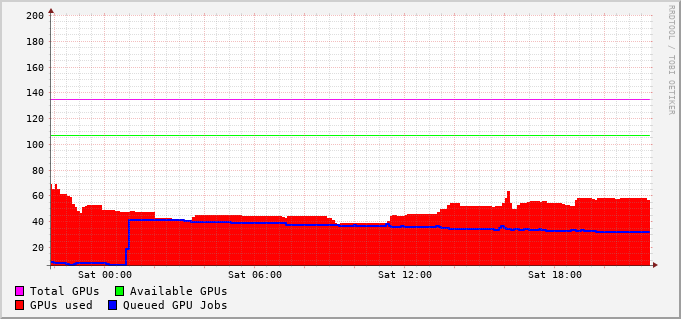 200
180
160
140
120
100
80
60
40
20
Sat 00:00 Sat 06:00 Sat 12:00 Sat 18:00
Total GPUs Available GPUs
GPUs used Queued GPU Jobs
RRDTOOL / TOBI OETIKER